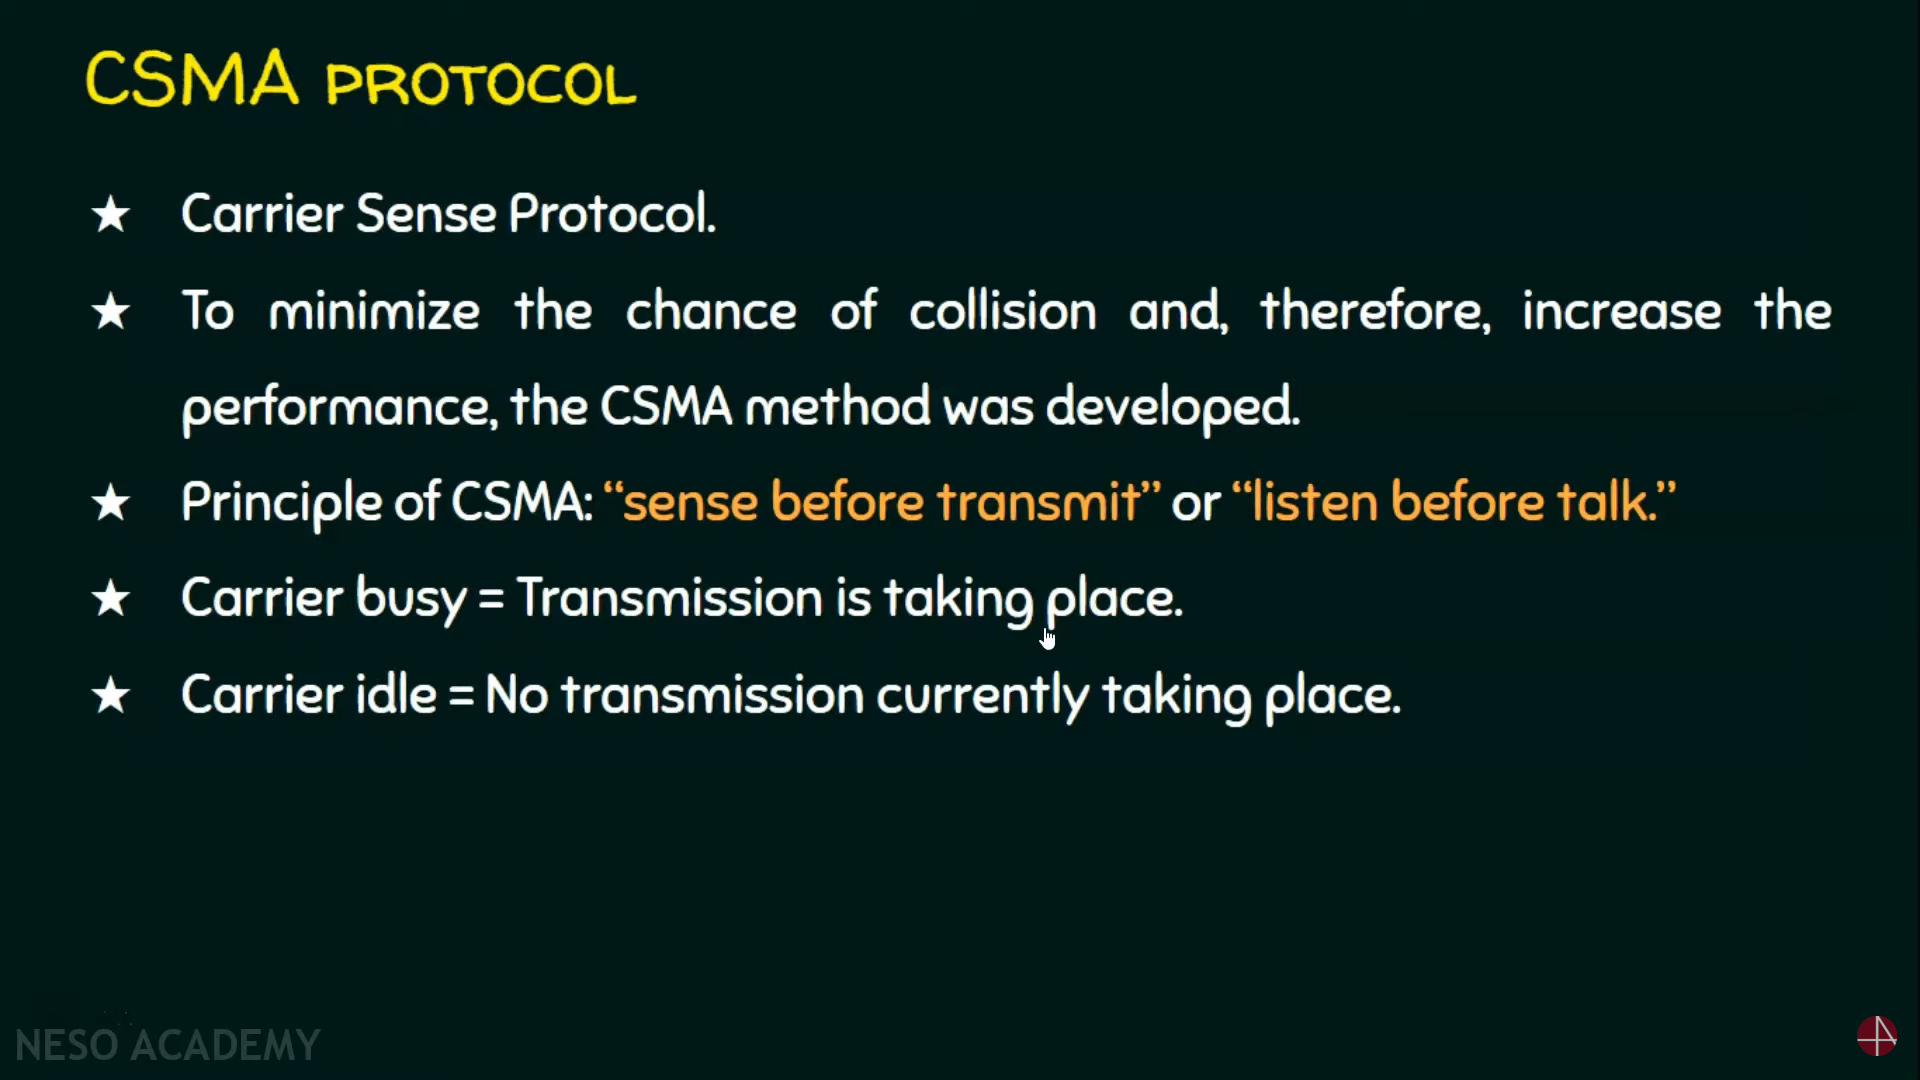 CSMA PROTOCOL
★ Carrier Sense Protocol.
★ To minimize the chance of collision and, therefore, increase the
performance, the CSMA method was developed.
★ Principle of CSMA: “sense before transmit” or “listen before talk.”
★ Carrier busy = Transmission is taking place.
★ Carrier idle = No transmission currently taking place.
NESO ACADEMY